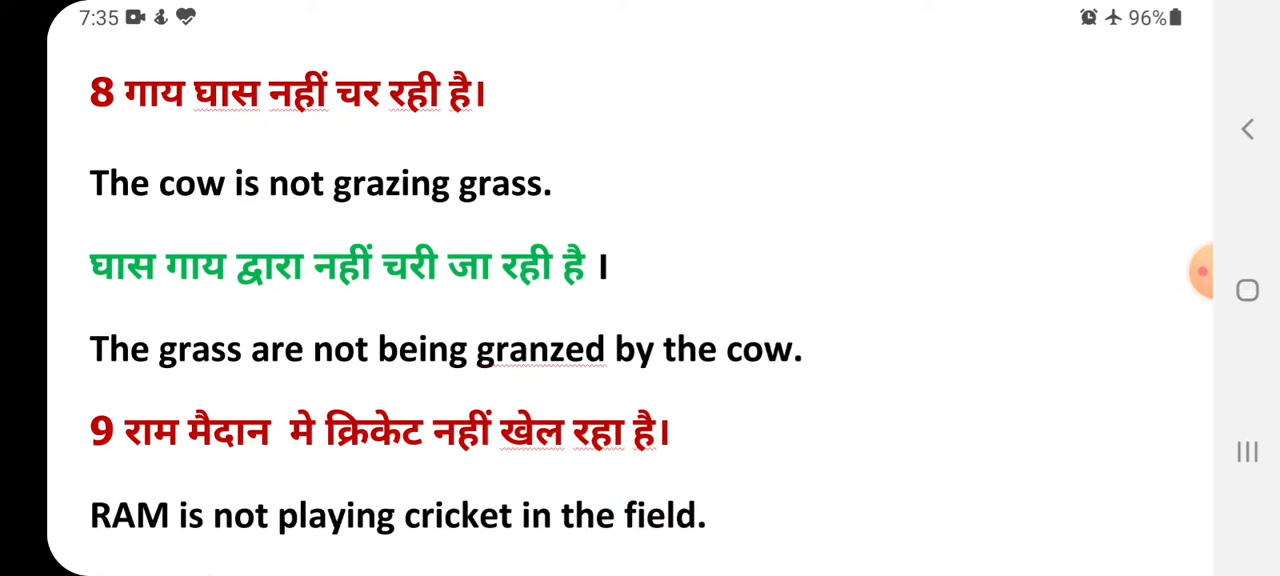 7:35 96%
8 गाय घास नहीं चर रही है।
The cow is not grazing grass.
घास गाय द्वारा नहीं चरी जा रही है ।
The grass are not being granzed by the cow.
9 राम मैदान मे क्रिकेट नहीं खेल रहा है।
RAM is not playing cricket in the field.